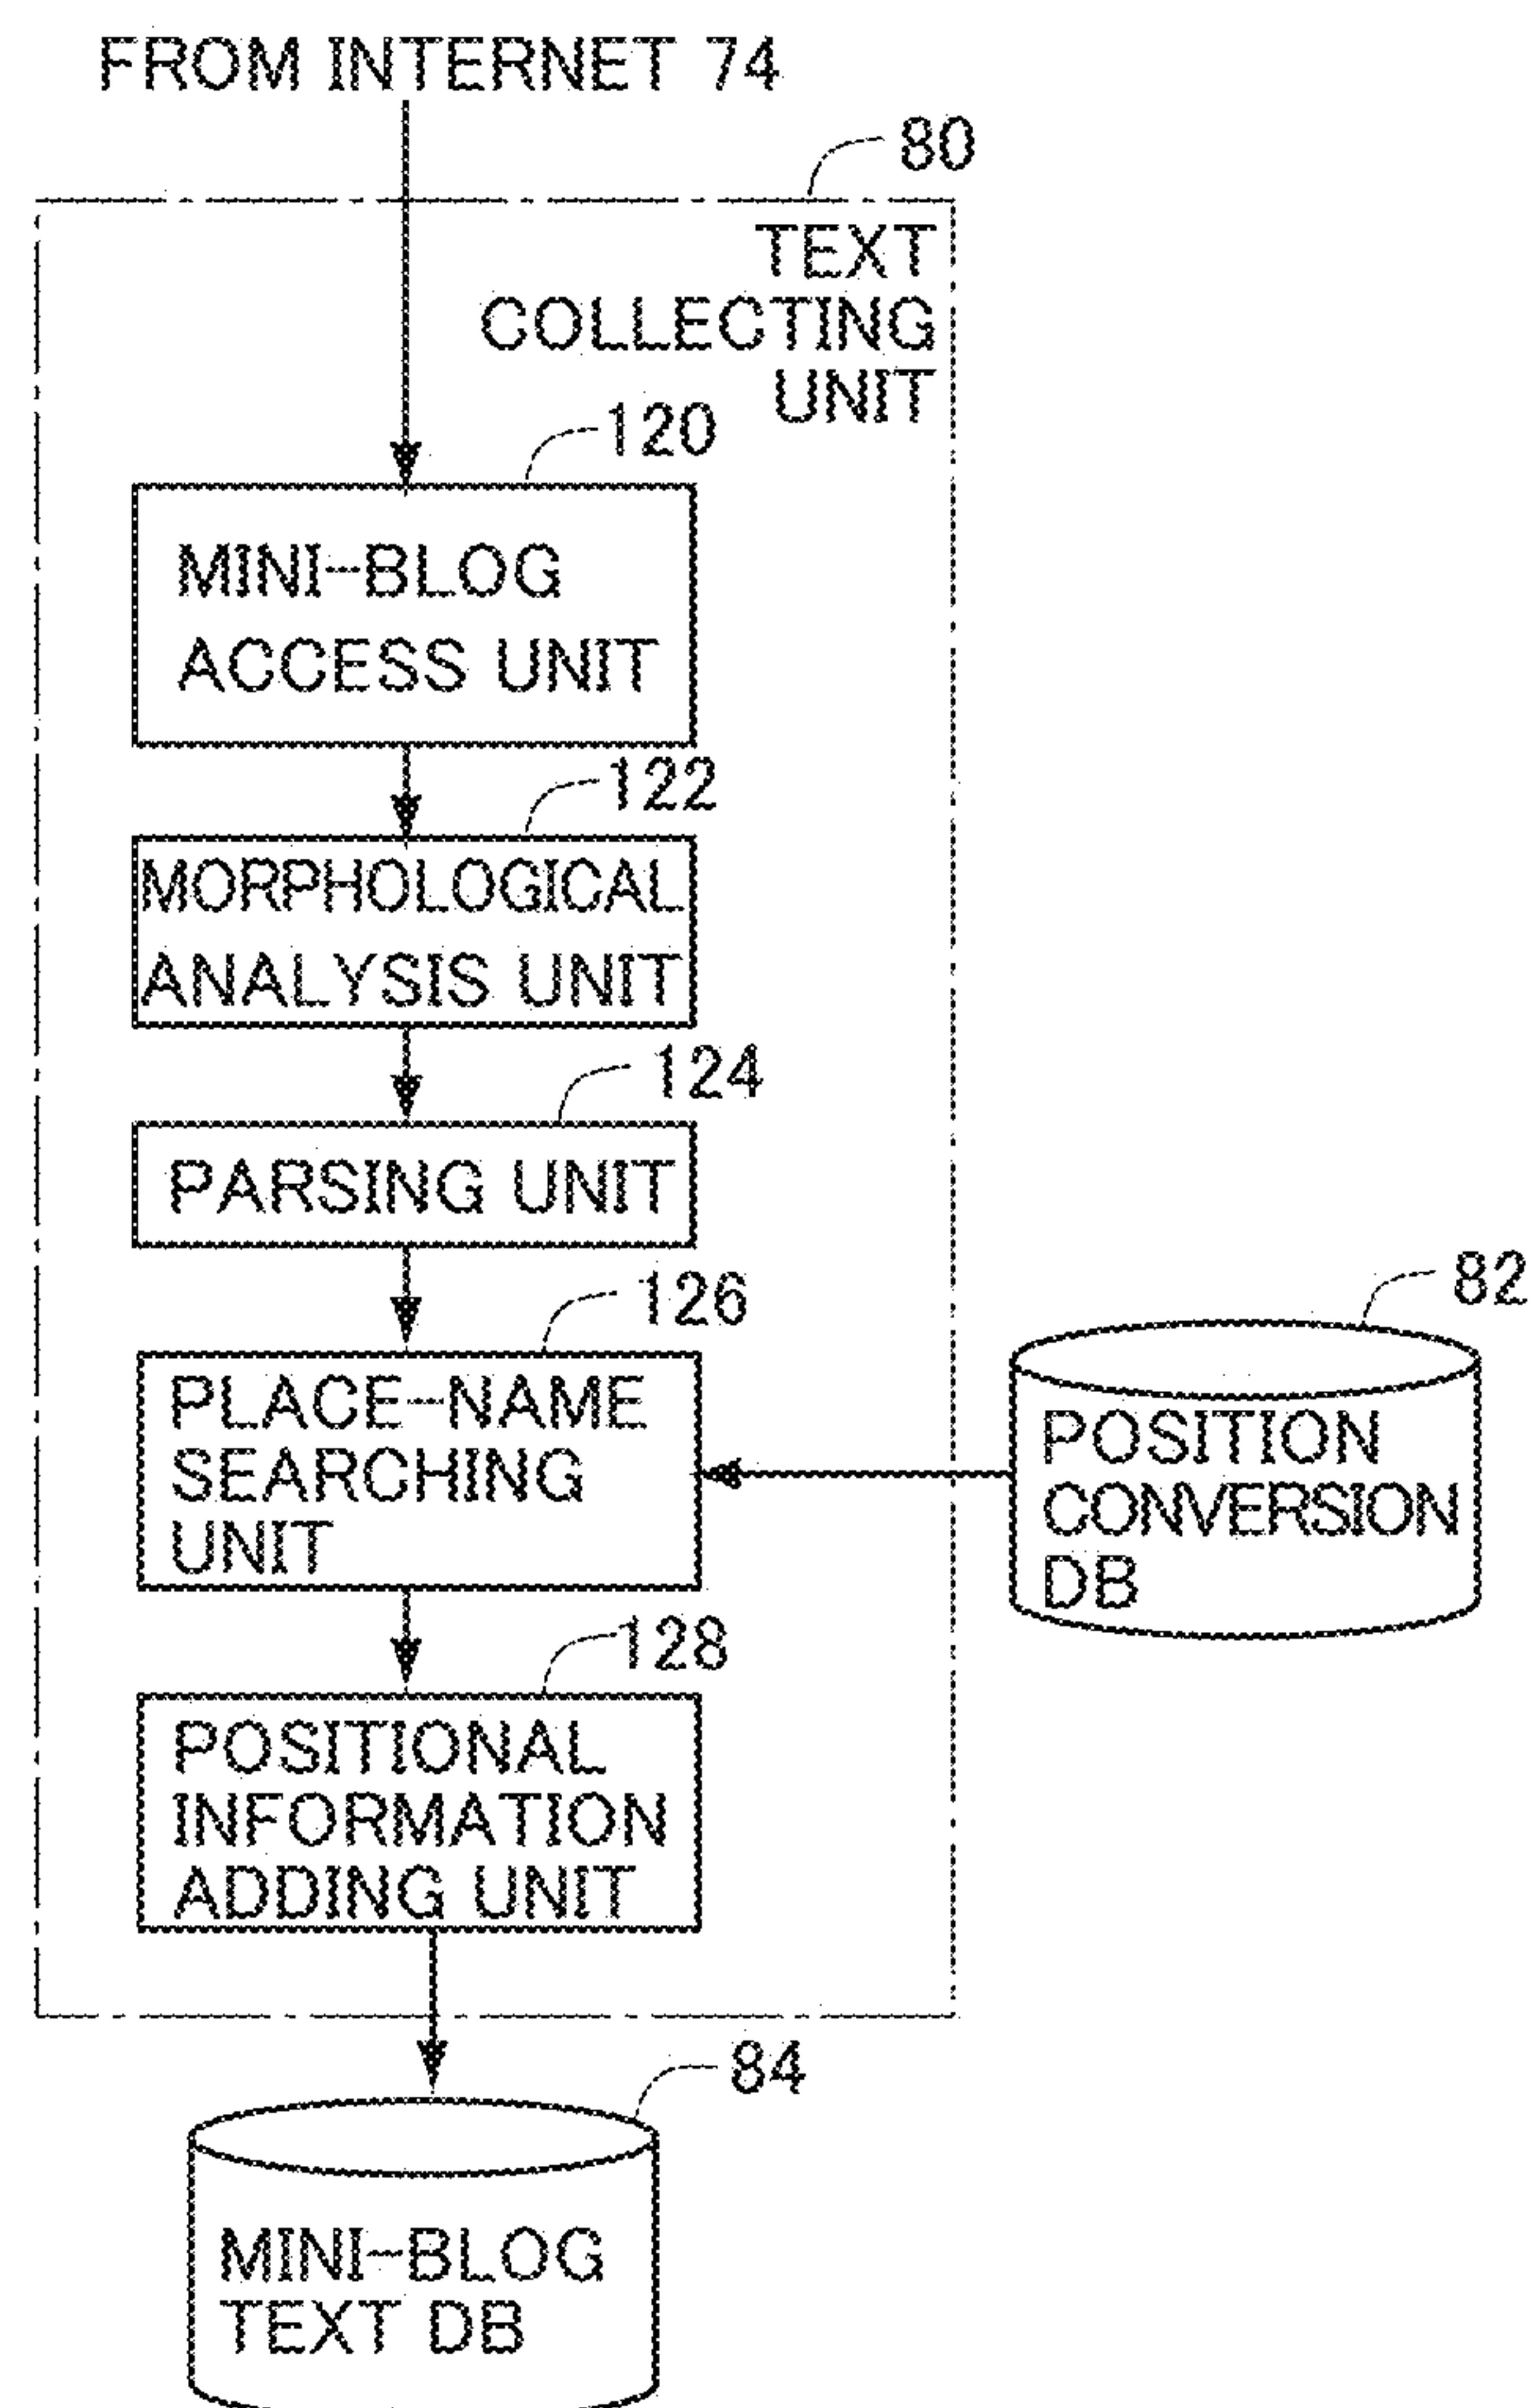 FROM INTERNET 74
80
TEXT
COLLECTING
UNIT
120
MINI-BLOG
ACCESS UNIT
122
MORPHOLOGICAL
ANALYSIS UNIT
124
PARSING UNIT
126
PLACE-NAME
SEARCHING
UNIT
82
POSITION
CONVERSION
DB
128
POSITIONAL
INFORMATION
ADDING UNIT
84
MINI-BLOG
TEXT DB